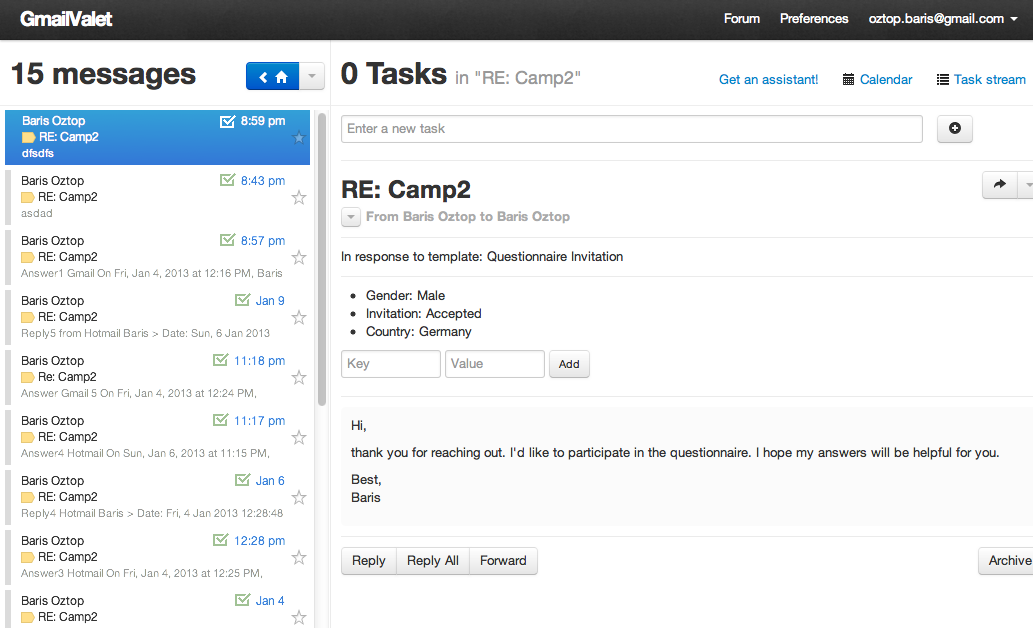 GmailValet
Forum Preferences oztop.baris@gmail.com
15 messages
0 Tasks in "RE: Camp2"
Get an assistant! Calendar Task stream
Baris Oztop 8:59 pm
RE: Camp2
dfsdfs
Baris Oztop 8:43 pm
RE: Camp2
asdad
Baris Oztop 8:57 pm
RE: Camp2
Answer1 Gmail On Fri, Jan 4, 2013 at 12:16 PM, Baris
Baris Oztop Jan 9
RE: Camp2
Reply5 from Hotmail Baris > Date: Sun, 6 Jan 2013
Baris Oztop 11:18 pm
Re: Camp2
Answer Gmail 5 On Fri, Jan 4, 2013 at 12:24 PM,
Baris Oztop 11:17 pm
RE: Camp2
Answer4 Hotmail On Sun, Jan 6, 2013 at 11:15 PM,
Baris Oztop Jan 6
RE: Camp2
Reply4 Hotmail Baris > Date: Fri, 4 Jan 2013 12:28:48
Baris Oztop 12:28 pm
RE: Camp2
Answer3 Hotmail On Fri, Jan 4, 2013 at 12:25 PM,
Baris Oztop Jan 4
RE: Camp2
Enter a new task
RE: Camp2
From Baris Oztop to Baris Oztop
In response to template: Questionnaire Invitation
Gender: Male
Invitation: Accepted
Country: Germany
Key Value Add
Hi,
thank you for reaching out. I'd like to participate in the questionnaire. I hope my answers will be helpful for you.
Best,
Baris
Reply Reply All Forward Archive